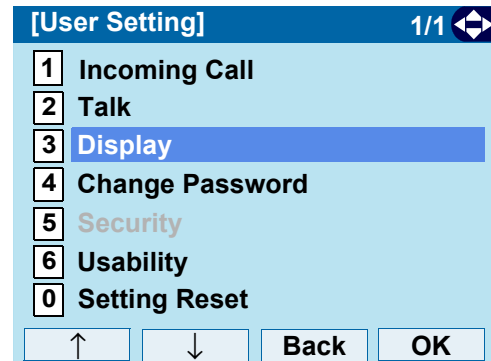 [User Setting] 1/1
1 Incoming Call
2 Talk
3 Display
4 Change Password
5 Security
6 Usability
0 Setting Reset
↑ ↓ Back OK